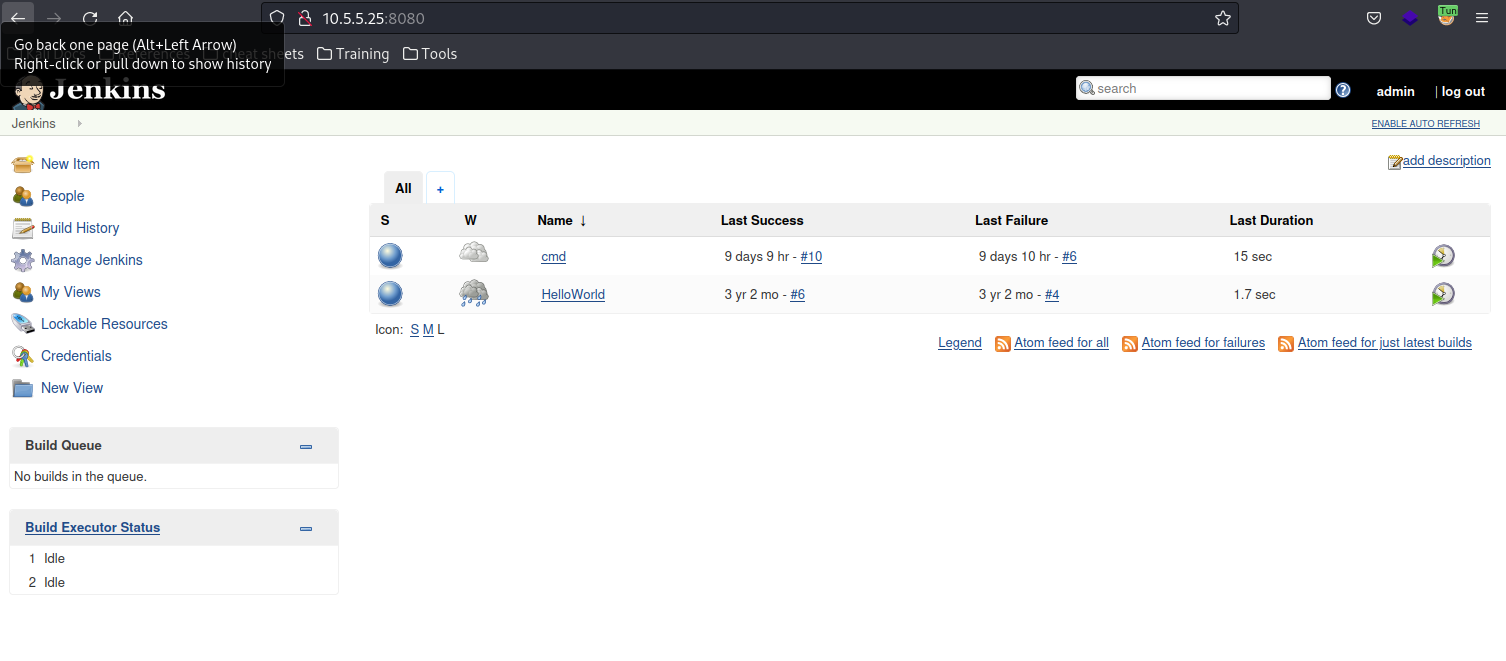 10.5.5.25:8080
Tun
Go back one page (Alt+Left Arrow)
Right-click or pull down to show history
sheets Training Tools
Jenkins
search
? admin | log out
Jenkins
ENABLE AUTO REFRESH
New Item
People
Build History
Manage Jenkins
My Views
Lockable Resources
Credentials
New View
Build Queue
No builds in the queue.
Build Executor Status
1 Idle
2 Idle
add description
All +
S W Name ↓ Last Success Last Failure Last Duration
cmd 9 days 9 hr - #10 9 days 10 hr - #6 15 sec
HelloWorld 3 yr 2 mo - #6 3 yr 2 mo - #4 1.7 sec
Icon: S M L
Legend Atom feed for all Atom feed for failures Atom feed for just latest builds